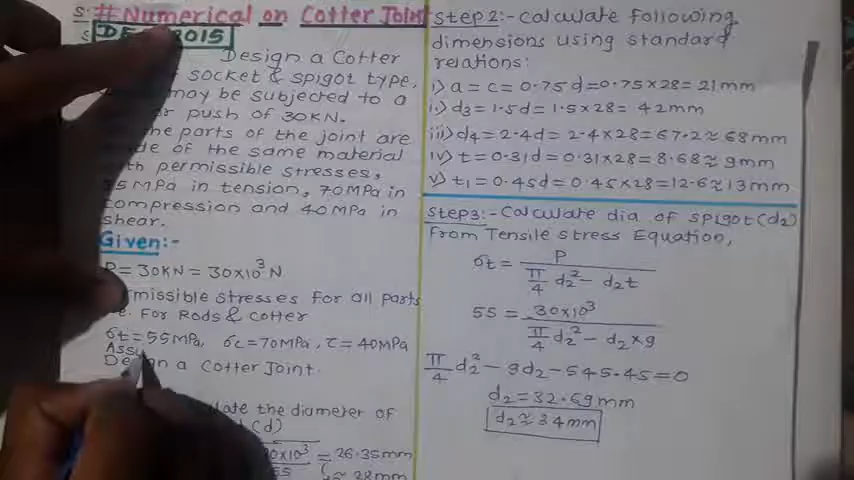 #Numerical on Cotter Joint
2015
Design a Cotter
socket & spigot type,
may be subjected to a
push of 30KN.
the parts of the joint are
of the same material
permissible stresses,
MPa in tension, 70MPa in
compression and 40MPa in
shear.
Given:-
P = 30KN = 30×10³ N
Permissible stresses for all parts
For Rods & Cotter
σt = 55MPa, σc = 70MPa, τ = 40MPa
Design a Cotter Joint.
the diameter of
(d)
= 26.35mm
≈ 28mm
Step 2:- Calculate following
dimensions using standard
relations:
i) a = c = 0.75d = 0.75×28 = 21mm
ii) d3 = 1.5d = 1.5×28 = 42mm
iii) d4 = 2.4d = 2.4×28 = 67.2 ≈ 68mm
iv) t = 0.31d = 0.31×28 = 8.68 ≈ 9mm
v) t1 = 0.45d = 0.45×28 = 12.6 ≈ 13mm
Step3:- Calculate dia of spigot (d2)
From Tensile stress Equation,
σt = P / (π/4 d2² - d2t)
55 = 30×10³ / (π/4 d2² - d2×9)
π/4 d2² - 9d2 - 545.45 = 0
d2 = 32.69mm
d2 ≈ 34mm